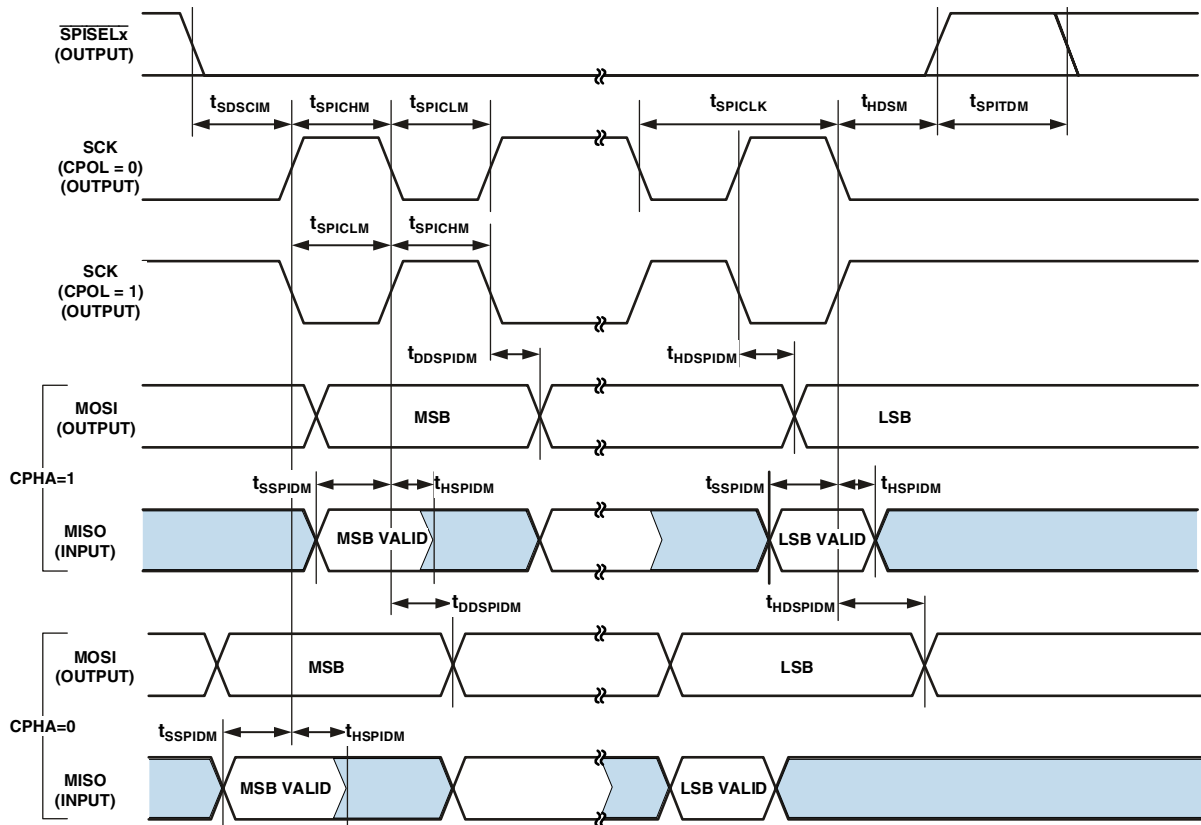 SPISELx
(OUTPUT)
tSDSCIM
tSPICHM
tSPICLM
tSPICLK
tHDSM
tSPITDM
SCK
(CPOL = 0)
(OUTPUT)
tSPICLM
tSPICHM
SCK
(CPOL = 1)
(OUTPUT)
tDDSPIDM
tHDSPIDM
MOSI
(OUTPUT)
MSB
LSB
CPHA=1
tSSPIDM
tHSPIDM
tSSPIDM
tHSPIDM
MISO
(INPUT)
MSB VALID
LSB VALID
tDDSPIDM
tHDSPIDM
MOSI
(OUTPUT)
MSB
LSB
CPHA=0
tSSPIDM
tHSPIDM
MISO
(INPUT)
MSB VALID
LSB VALID